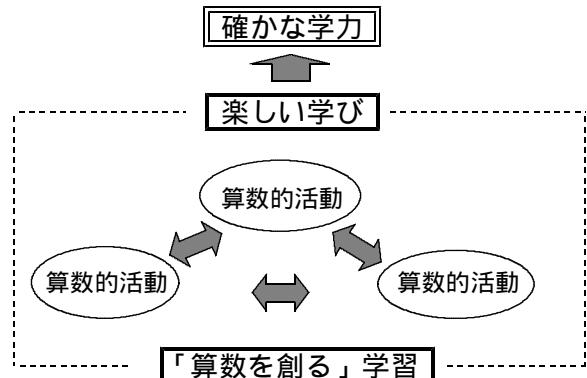 確かな学力
楽しい学び
算数的活動
算数的活動
算数的活動
「算数を創る」学習